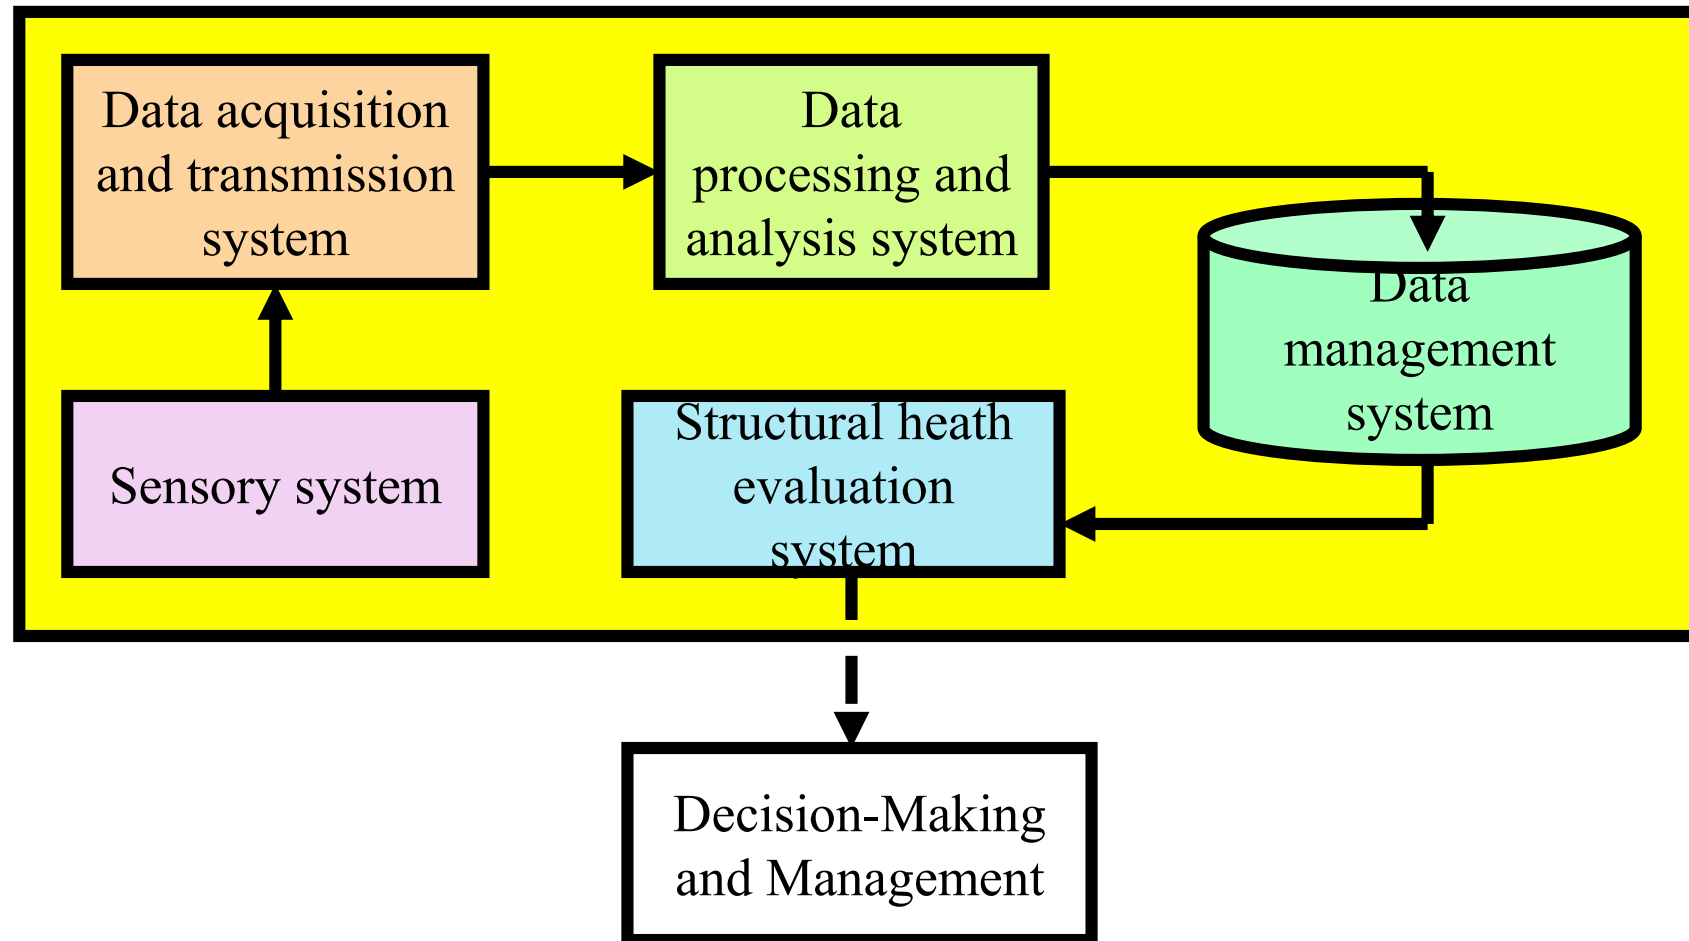 Data acquisition
and transmission
system
Data
processing and
analysis system
Data
management
system
Sensory system
Structural heath
evaluation
system
Decision-Making
and Management